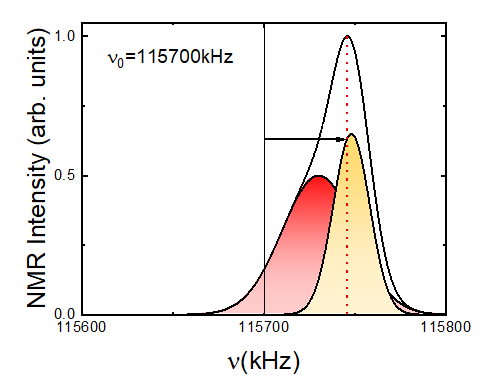 1.0
ν₀=115700kHz
0.5
0.0
115600
115700
115800
NMR Intensity (arb. units)
ν(kHz)